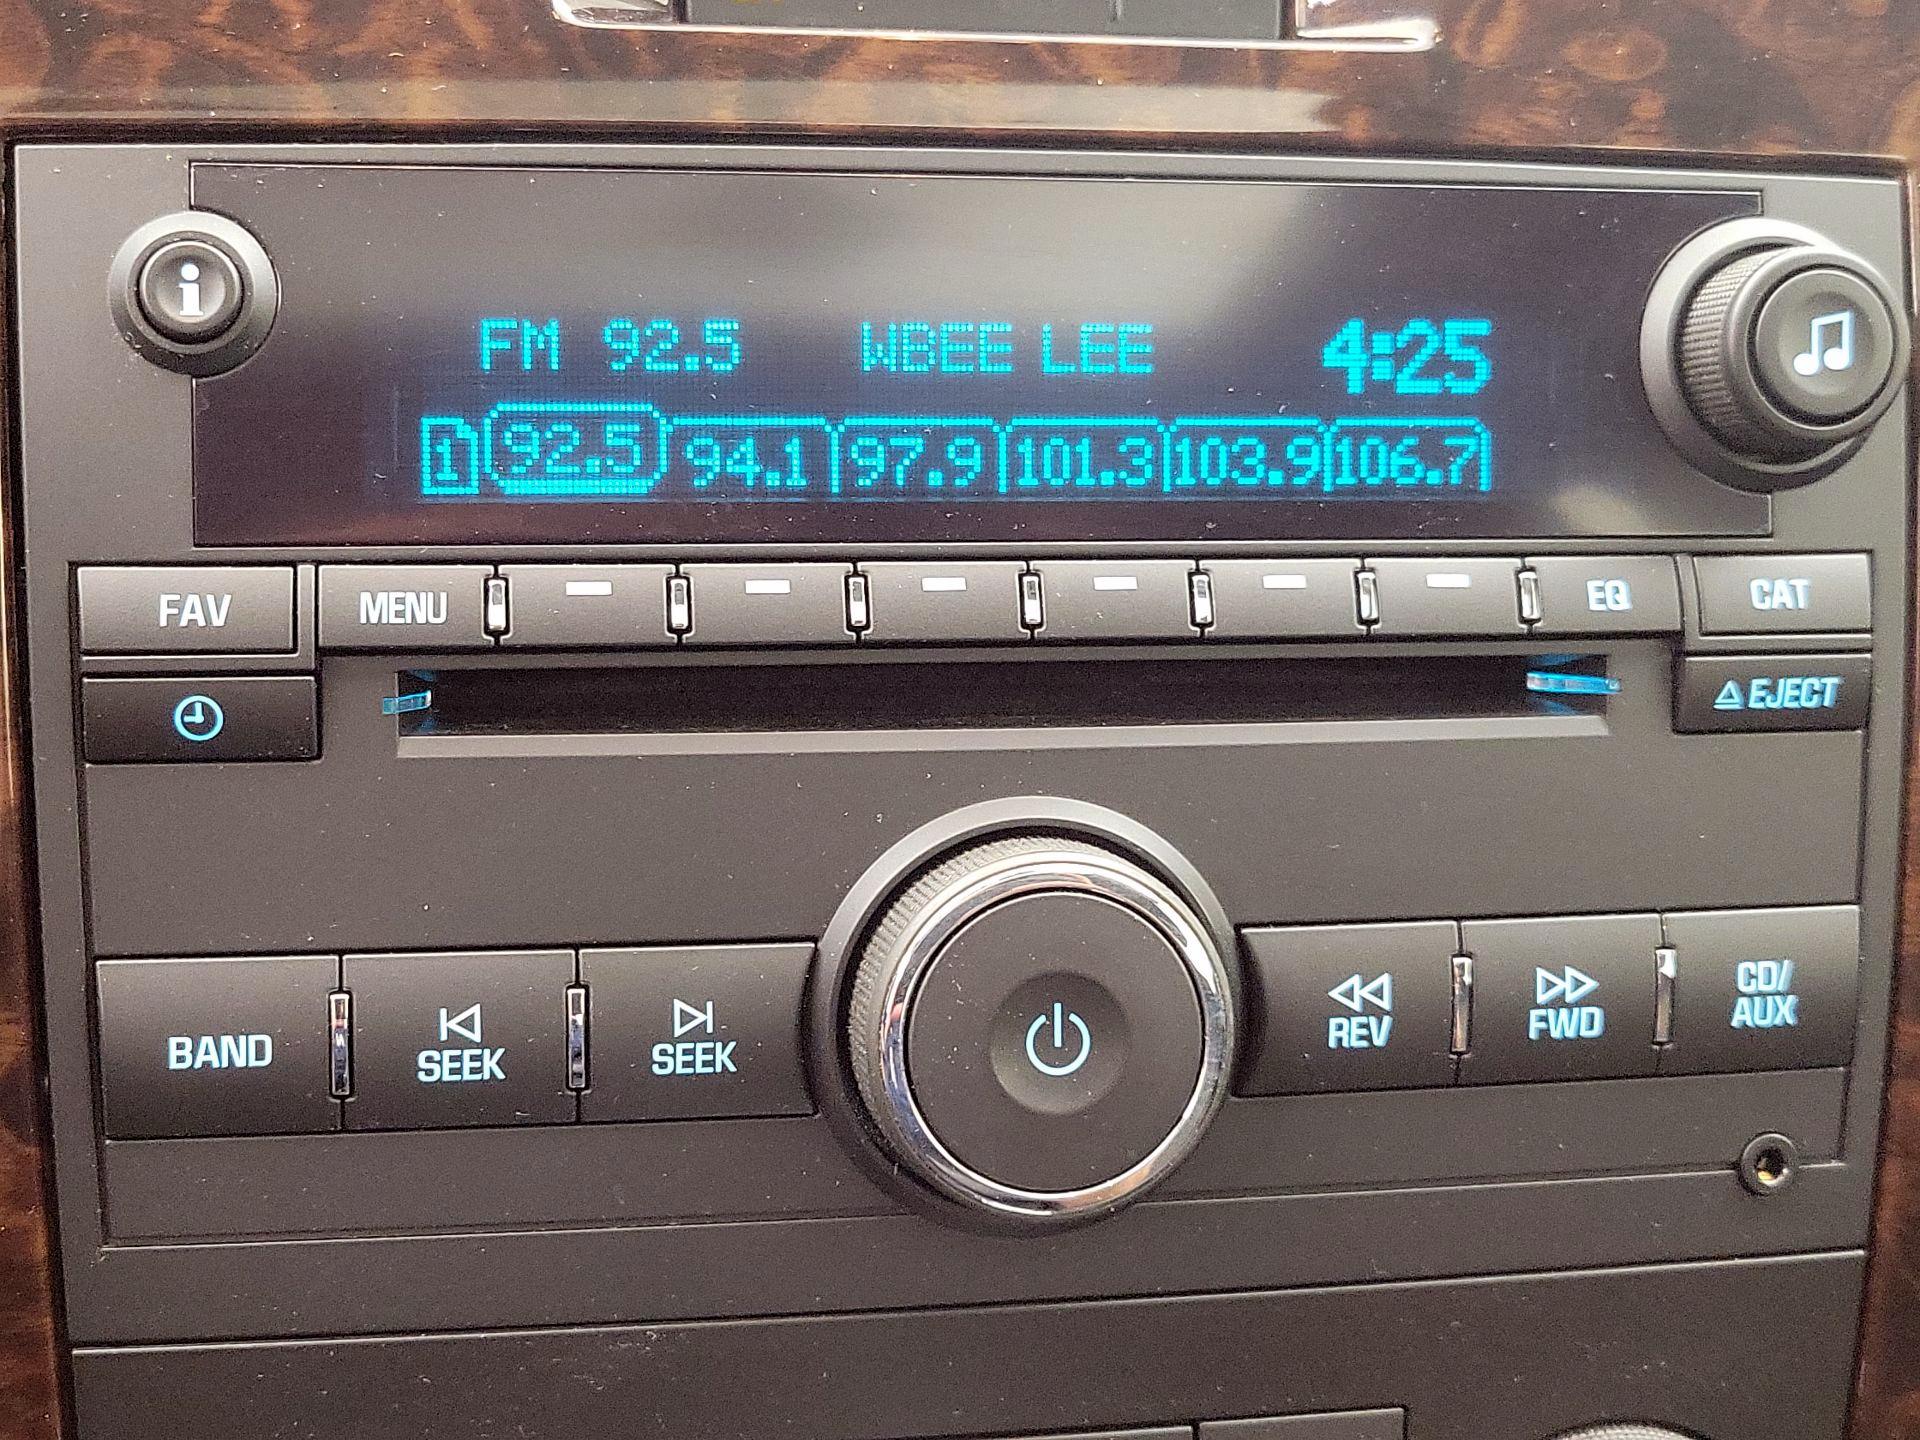 i
FM 92.5 WBEE LEE 4:25
1 92.5 94.1 97.9 101.3 103.9 106.7
FAV MENU EQ CAT
EJECT
BAND SEEK SEEK REV FWD CD/
AUX